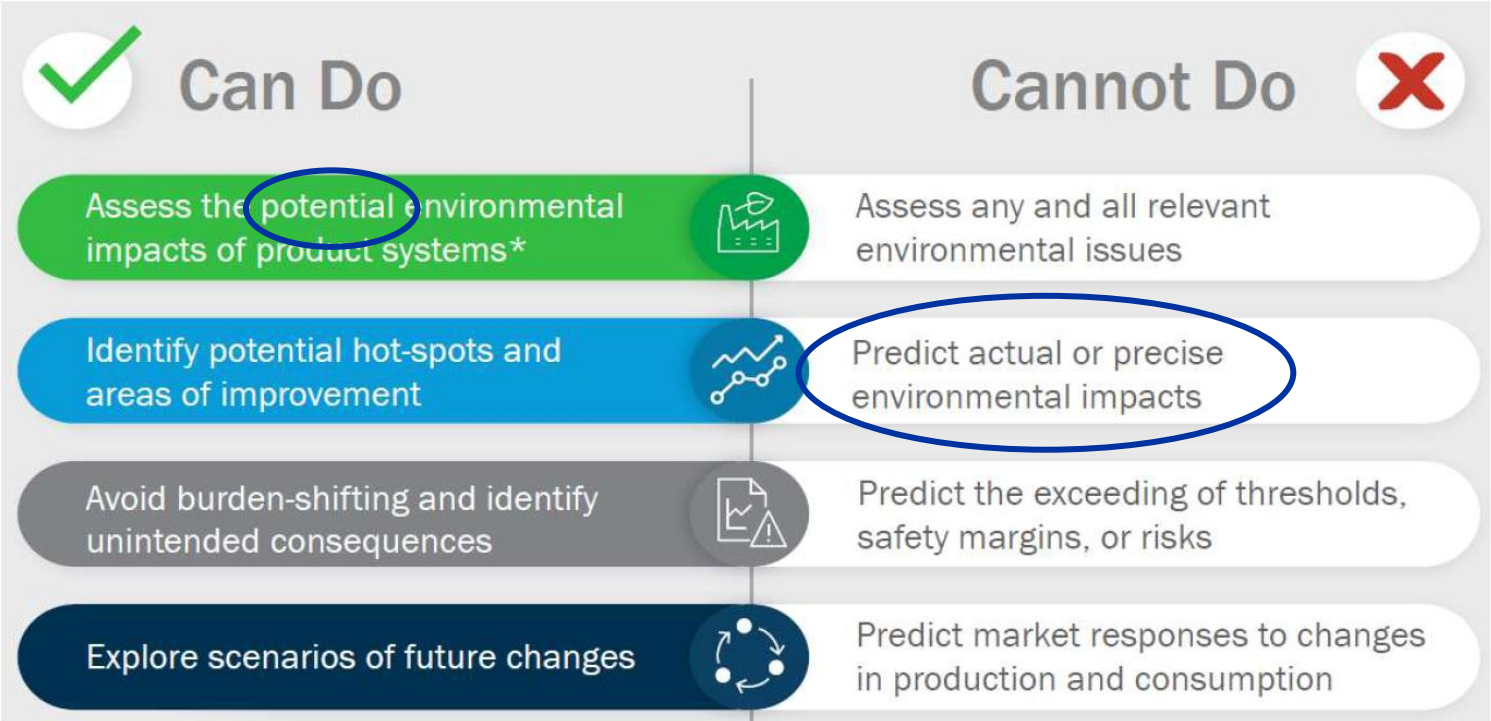 Can Do
Cannot Do
Assess the potential environmental
impacts of product systems*
Assess any and all relevant
environmental issues
Identify potential hot-spots and
areas of improvement
Predict actual or precise
environmental impacts
Avoid burden-shifting and identify
unintended consequences
Predict the exceeding of thresholds,
safety margins, or risks
Explore scenarios of future changes
Predict market responses to changes
in production and consumption